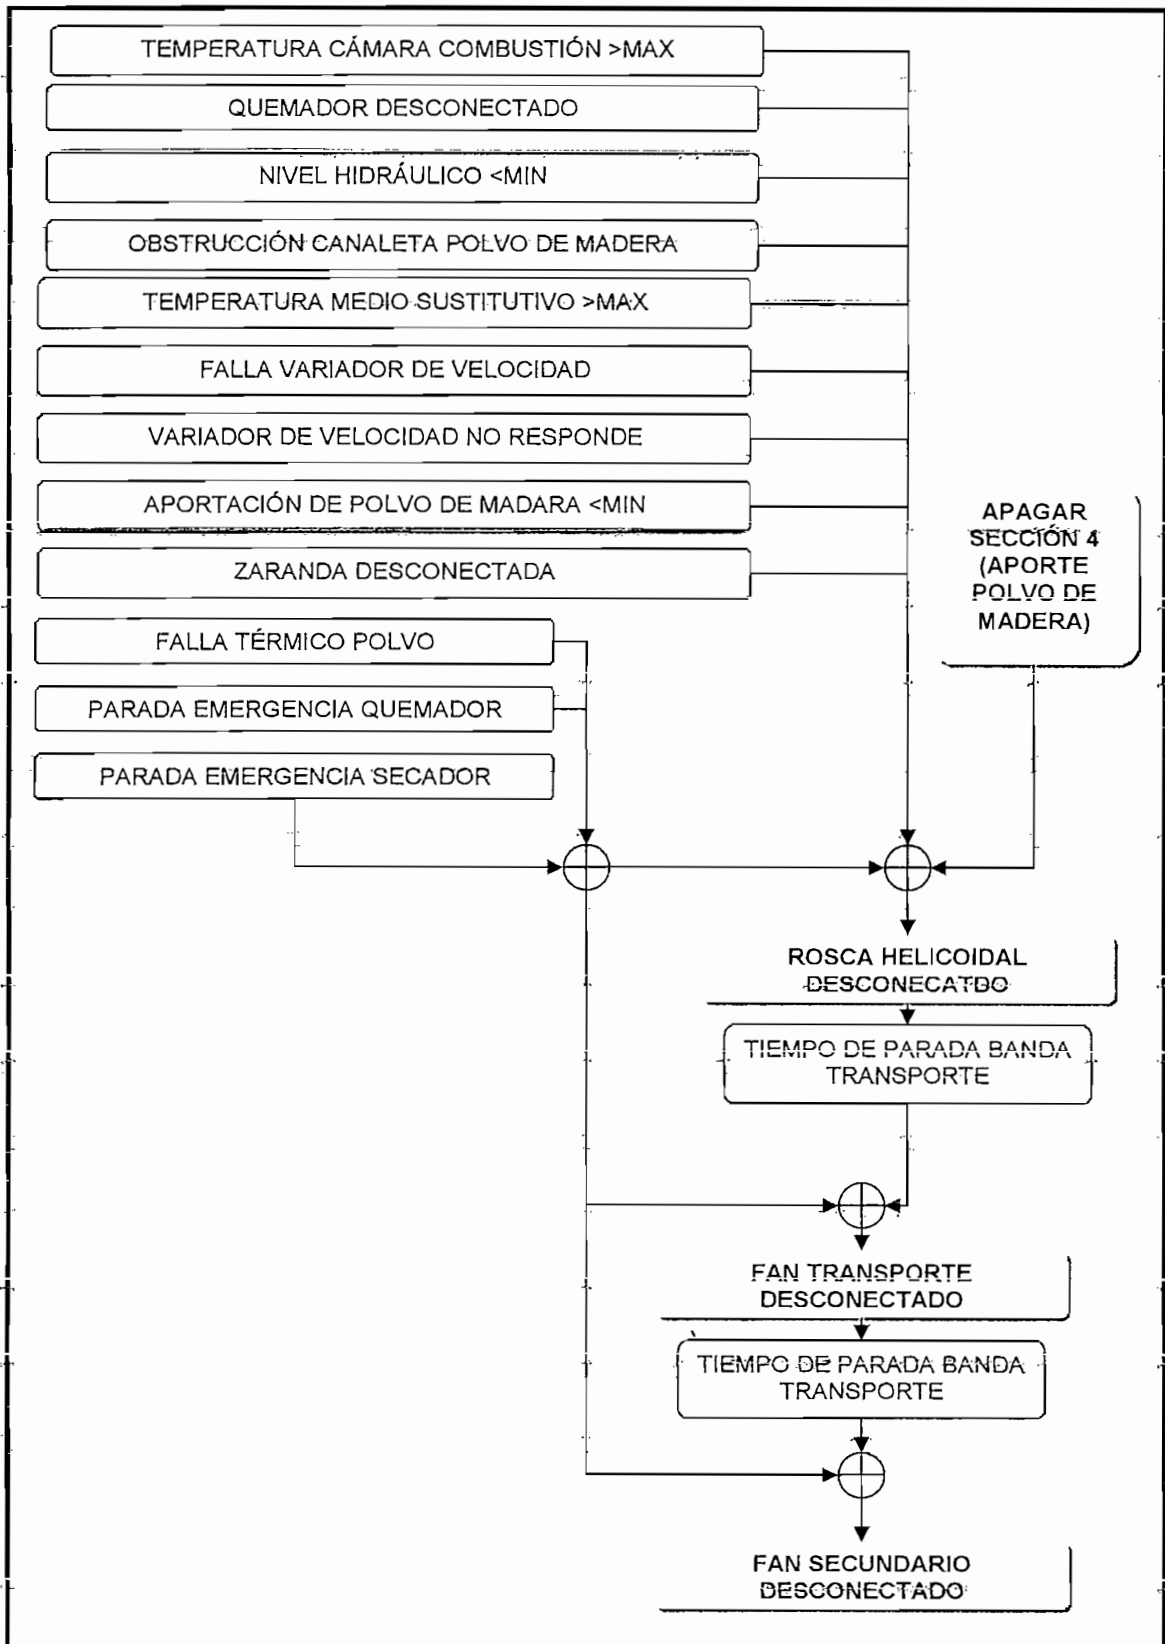 TEMPERATURA CÁMARA COMBUSTIÓN >MAX
QUEMADOR DESCONECTADO
NIVEL HIDRÁULICO <MIN
OBSTRUCCIÓN CANALETA POLVO DE MADERA
TEMPERATURA MEDIO SUSTITUTIVO >MAX
FALLA VARIADOR DE VELOCIDAD
VARIADOR DE VELOCIDAD NO RESPONDE
APORTACIÓN DE POLVO DE MADARA <MIN
ZARANDA DESCONECTADA
APAGAR
SECCIÓN 4
(APORTE
POLVO DE
MADERA)
FALLA TÉRMICO POLVO
PARADA EMERGENCIA QUEMADOR
PARADA EMERGENCIA SECADOR
ROSCA HELICOIDAL
DESCONECATDO
TIEMPO DE PARADA BANDA
TRANSPORTE
FAN TRANSPORTE
DESCONECTADO
TIEMPO DE PARADA BANDA
TRANSPORTE
FAN SECUNDARIO
DESCONECTADO